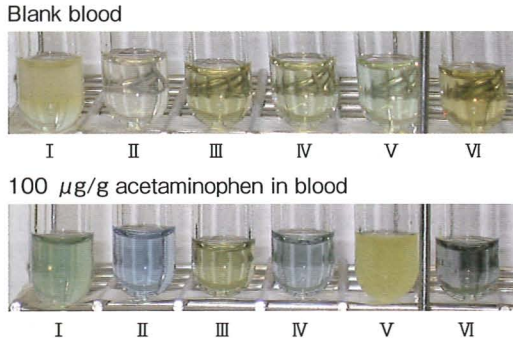 Blank blood
I II III IV V VI
100 μg/g acetaminophen in blood
I II III IV V VI